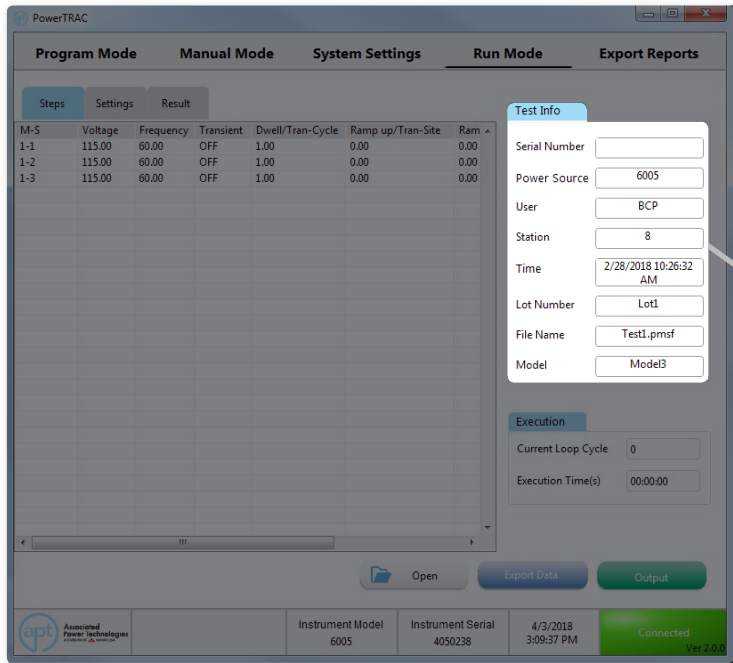 PowerTRAC
Program Mode Manual Mode System Settings Run Mode Export Reports
Steps Settings Result
M-S Voltage Frequency Transient Dwell/Tran-Cycle Ramp up/Tran-Site Ram
1-1 115.00 60.00 OFF 1.00 0.00 0.00
1-2 115.00 60.00 OFF 1.00 0.00 0.00
1-3 115.00 60.00 OFF 1.00 0.00 0.00
Test Info
Serial Number
Power Source 6005
User BCP
Station 8
Time 2/28/2018 10:26:32
AM
Lot Number Lot1
File Name Test1.pmsf
Model Model3
Execution
Current Loop Cycle 0
Execution Time(s) 00:00:00
Open Export Data Output
apt Associated
Power Technologies
Instrument Model
6005
Instrument Serial
4050238
4/3/2018
3:09:37 PM
Connected
Ver 2.0.0